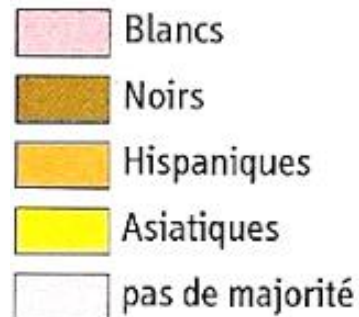 Blancs
Noirs
Hispaniques
Asiatiques
pas de majorité